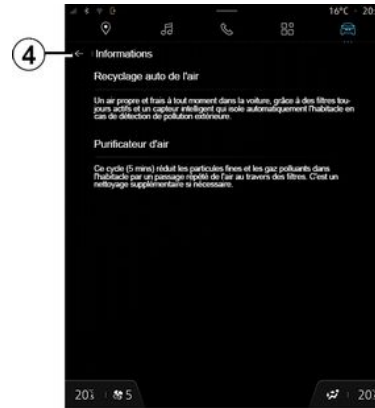 16°C 20:
4
Informations
Recyclage auto de l'air
Un air propre et frais à tout moment dans la voiture, grâce à des filtres tou-
jours actifs et un capteur intelligent qui isole automatiquement l'habitacle en
cas de détection de pollution extérieure.
Purificateur d'air
Ce cycle (5 mins) réduit les particules fines et les gaz polluants dans
l'habitacle par un passage répété de l'air au travers des filtres. C'est un
nettoyage supplémentaire si nécessaire.
20 5 20